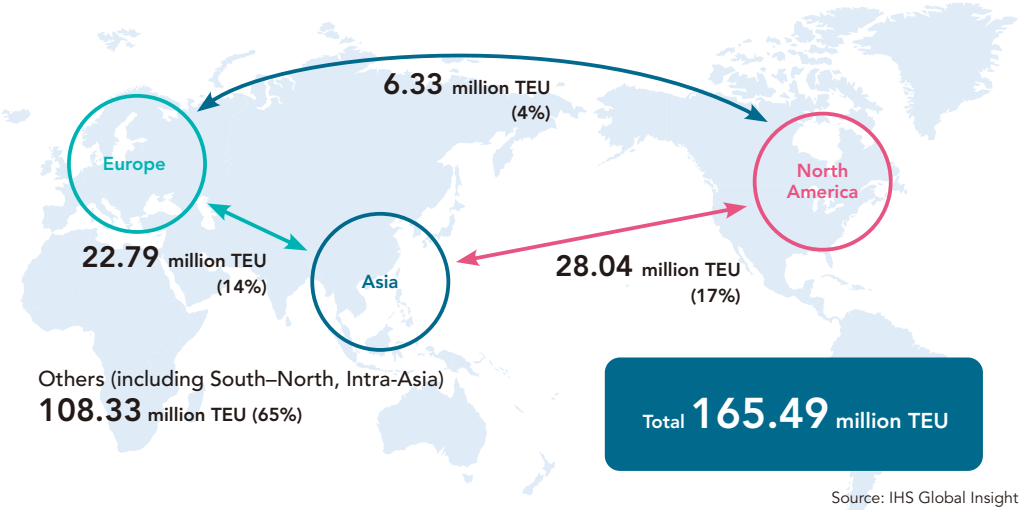 6.33 million TEU
(4%)
Europe
North
America
22.79 million TEU
(14%)
Asia
28.04 million TEU
(17%)
Others (including South–North, Intra-Asia)
108.33 million TEU (65%)
Total 165.49 million TEU
Source: IHS Global Insight